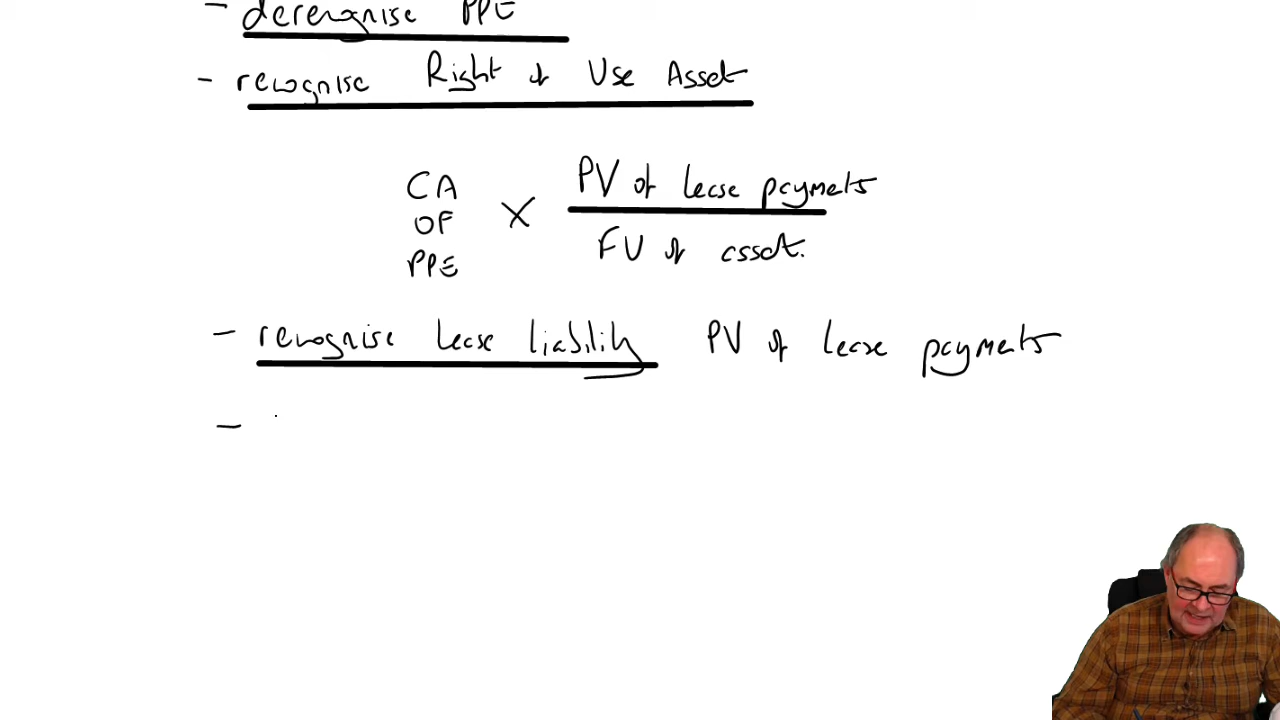 - derecognise PPE
- recognise Right of Use Asset
CA OF PPE X PV of lease payments
FV of asset.
- recognise lease liability PV of lease payments
-